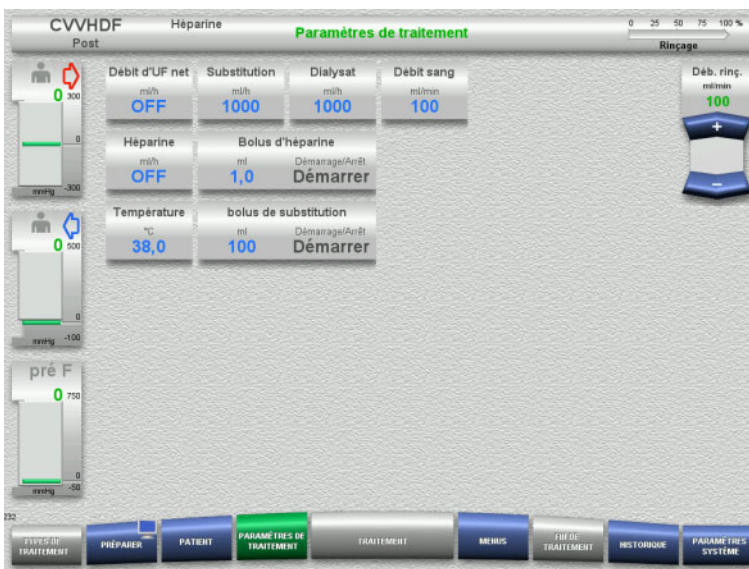 CVVHDF Héparine Paramètres de traitement 0 25 50 75 100 %
Post Rinçage
0 300
0
mmHg -300
Débit d'UF net Substitution Dialysat Débit sang Déb. rinç.
ml/h ml/h ml/h ml/min ml/min
OFF 1000 1000 100 100
+
−
Héparine Bolus d'héparine
ml/h ml Démarrage/Arrêt
OFF 1,0 Démarrer
Température bolus de substitution
°C ml Démarrage/Arrêt
38,0 100 Démarrer
0 500
0
mmHg -100
pré F
0 750
0
mmHg -50
232
TYPES DE TRAITEMENT PRÉPARER PATIENT PARAMÈTRES DE TRAITEMENT TRAITEMENT MENUS FIN DE TRAITEMENT HISTORIQUE PARAMÈTRES SYSTÈME